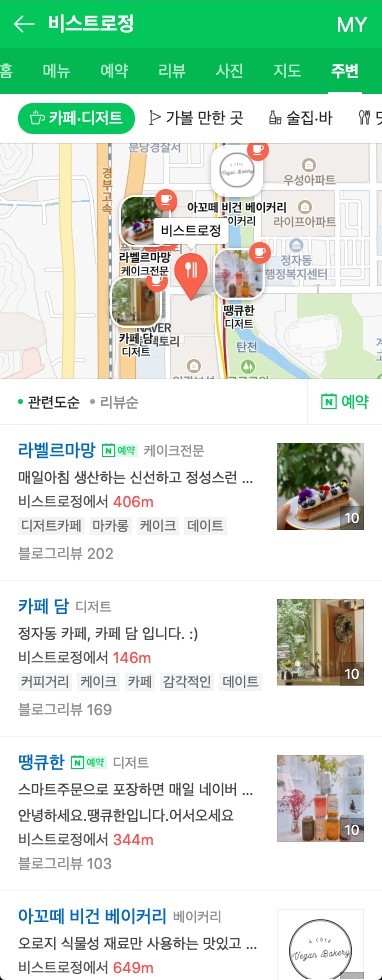 비스트로정
MY
홈 메뉴 예약 리뷰 사진 지도 주변
카페·디저트 가볼 만한 곳 술집·바
분당경찰서
경부고속
우성아파트
아꼬떼 비건 베이커리
베이커리
라이프아파트
비스트로정
라벨르마망
케이크전문
정자동
행정복지센터
땡큐한
디저트
NAVER
카페 담
디저트
탄천
관련도순 리뷰순
N 예약
라벨르마망 N예약 케이크전문
매일아침 생산하는 신선하고 정성스런 ...
비스트로정에서 406m
디저트카페 마카롱 케이크 데이트
블로그리뷰 202
10
카페 담 디저트
정자동 카페, 카페 담 입니다. :)
비스트로정에서 146m
커피거리 케이크 카페 감각적인 데이트
블로그리뷰 169
10
땡큐한 N예약 디저트
스마트주문으로 포장하면 매일 네이버 ...
안녕하세요.땡큐한입니다.어서오세요
비스트로정에서 344m
블로그리뷰 103
10
아꼬떼 비건 베이커리 베이커리
오로지 식물성 재료만 사용하는 맛있고 ...
비스트로정에서 649m
À CÔTÉ
Vegan Bakery